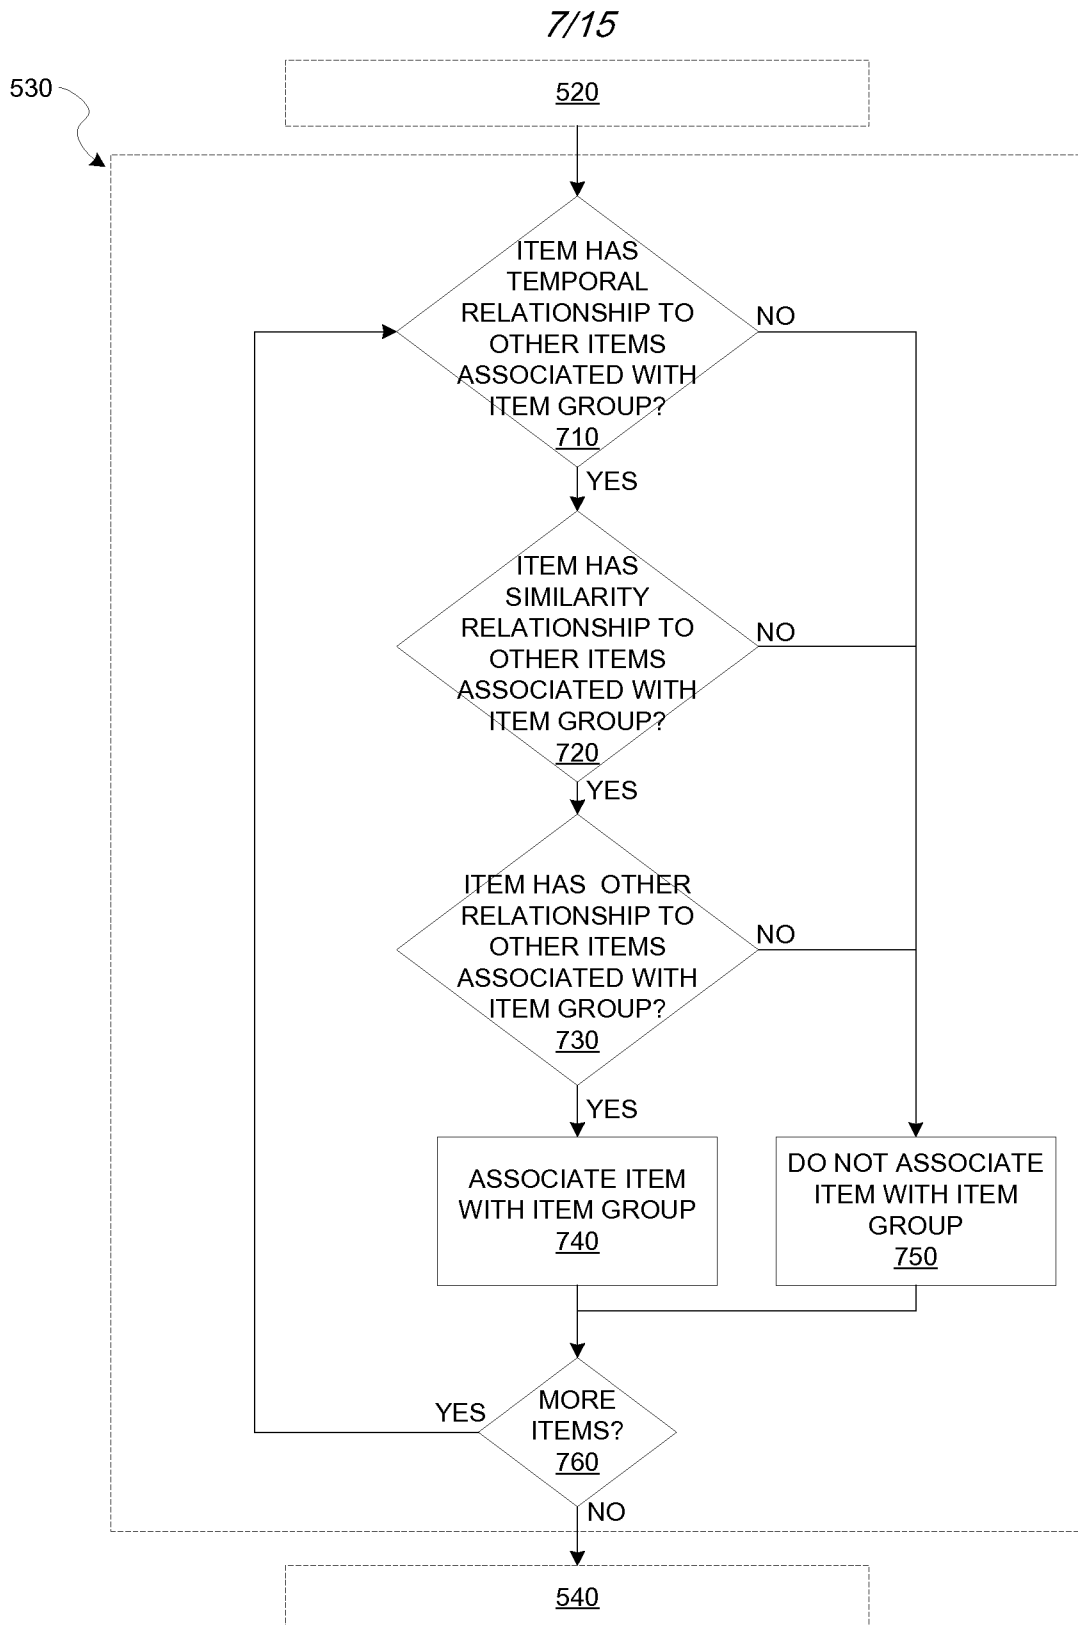 7/15
530
520
ITEM HAS
TEMPORAL
RELATIONSHIP TO
OTHER ITEMS
ASSOCIATED WITH
ITEM GROUP?
710
NO
YES
ITEM HAS
SIMILARITY
RELATIONSHIP TO
OTHER ITEMS
ASSOCIATED WITH
ITEM GROUP?
720
NO
YES
ITEM HAS  OTHER
RELATIONSHIP TO
OTHER ITEMS
ASSOCIATED WITH
ITEM GROUP?
730
NO
YES
ASSOCIATE ITEM
WITH ITEM GROUP
740
DO NOT ASSOCIATE
ITEM WITH ITEM
GROUP
750
YES
MORE
ITEMS?
760
NO
540